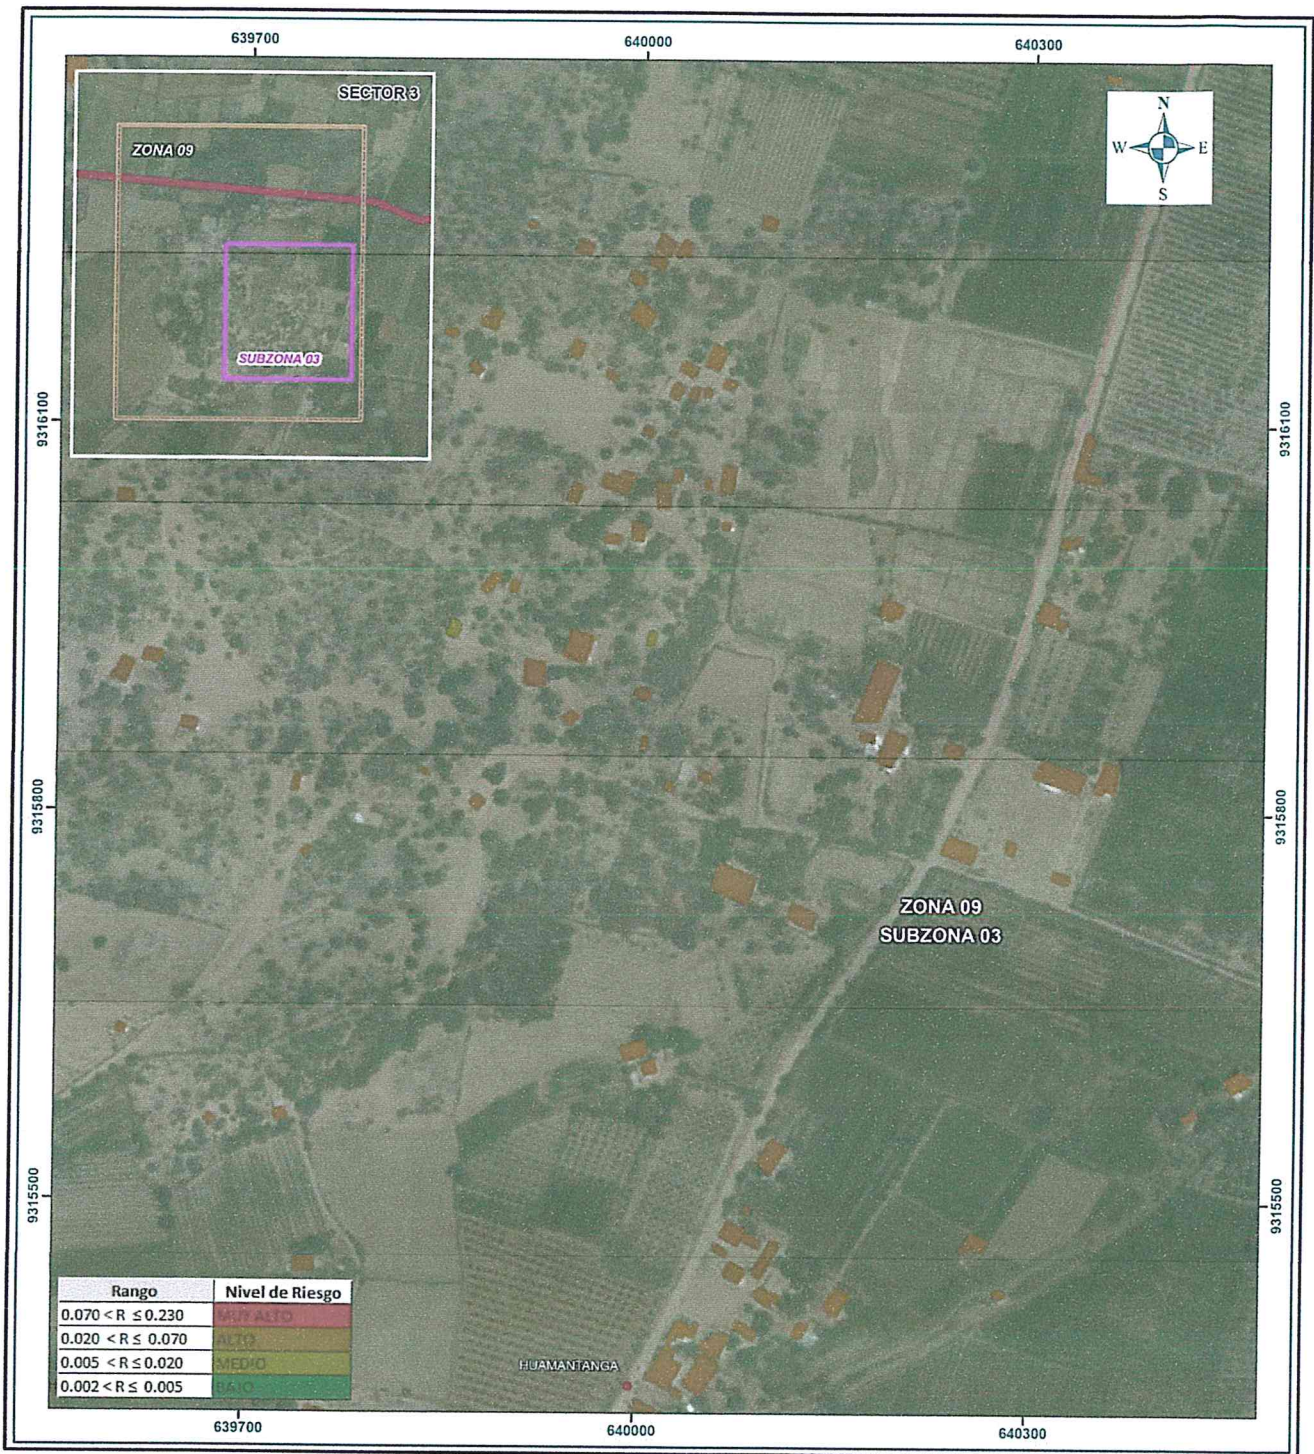 639700 640000 640300
SECTOR 3
ZONA 09
SUBZONA 03
N
W E
S
9316100 9316100
9315800 9315800
ZONA 09
SUBZONA 03
9315500 9315500
Rango Nivel de Riesgo
0.070 < R ≤ 0.230 MUY ALTO
0.020 < R ≤ 0.070 ALTO
0.005 < R ≤ 0.020 MEDIO
0.002 < R ≤ 0.005 BAJO
HUAMANTANGA
639700 640000 640300